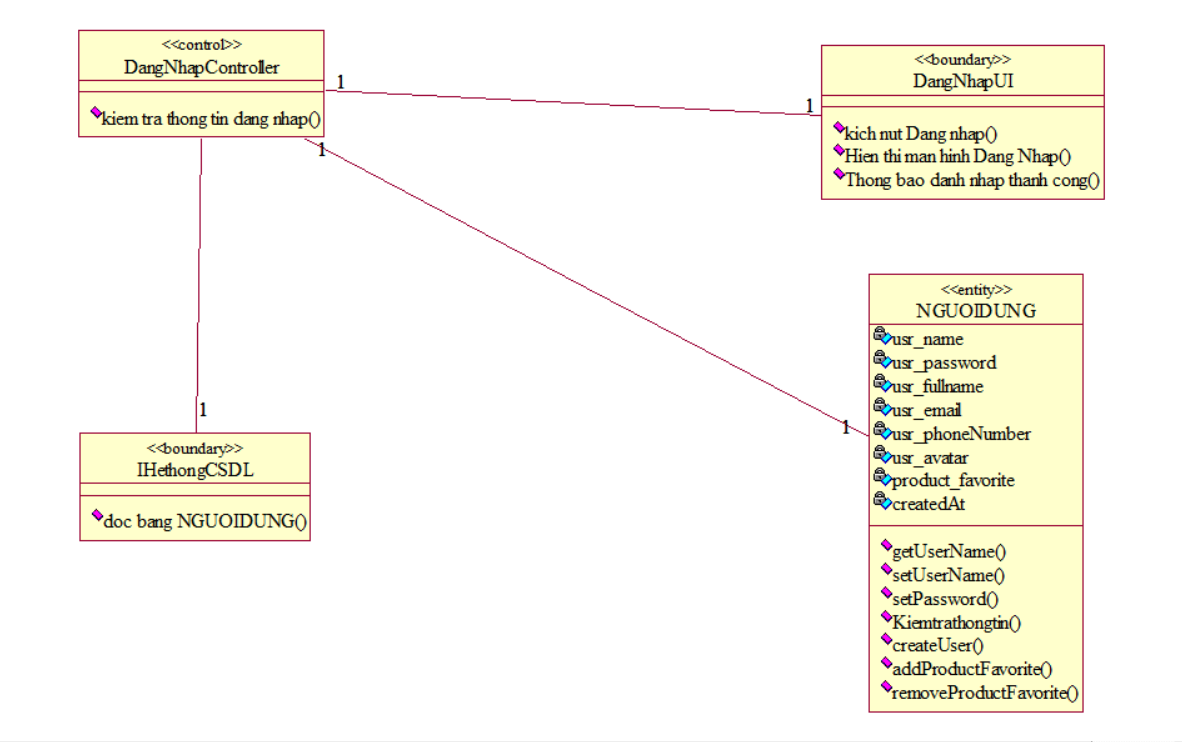 <<control>>
DangNhapController
kiem tra thong tin dang nhap()
1
1
1
<<boundary>>
DangNhapUI
kich nut Dang nhap()
Hien thi man hinh Dang Nhap()
Thong bao danh nhap thanh cong()
<<entity>>
NGUOIDUNG
usr_name
usr_password
usr_fullname
usr_email
usr_phoneNumber
usr_avatar
product_favorite
createdAt
getUserName()
setUserName()
setPassword()
Kiemtrathongtin()
createUser()
addProductFavorite()
removeProductFavorite()
1
1
<<boundary>>
IHethongCSDL
doc bang NGUOIDUNG()